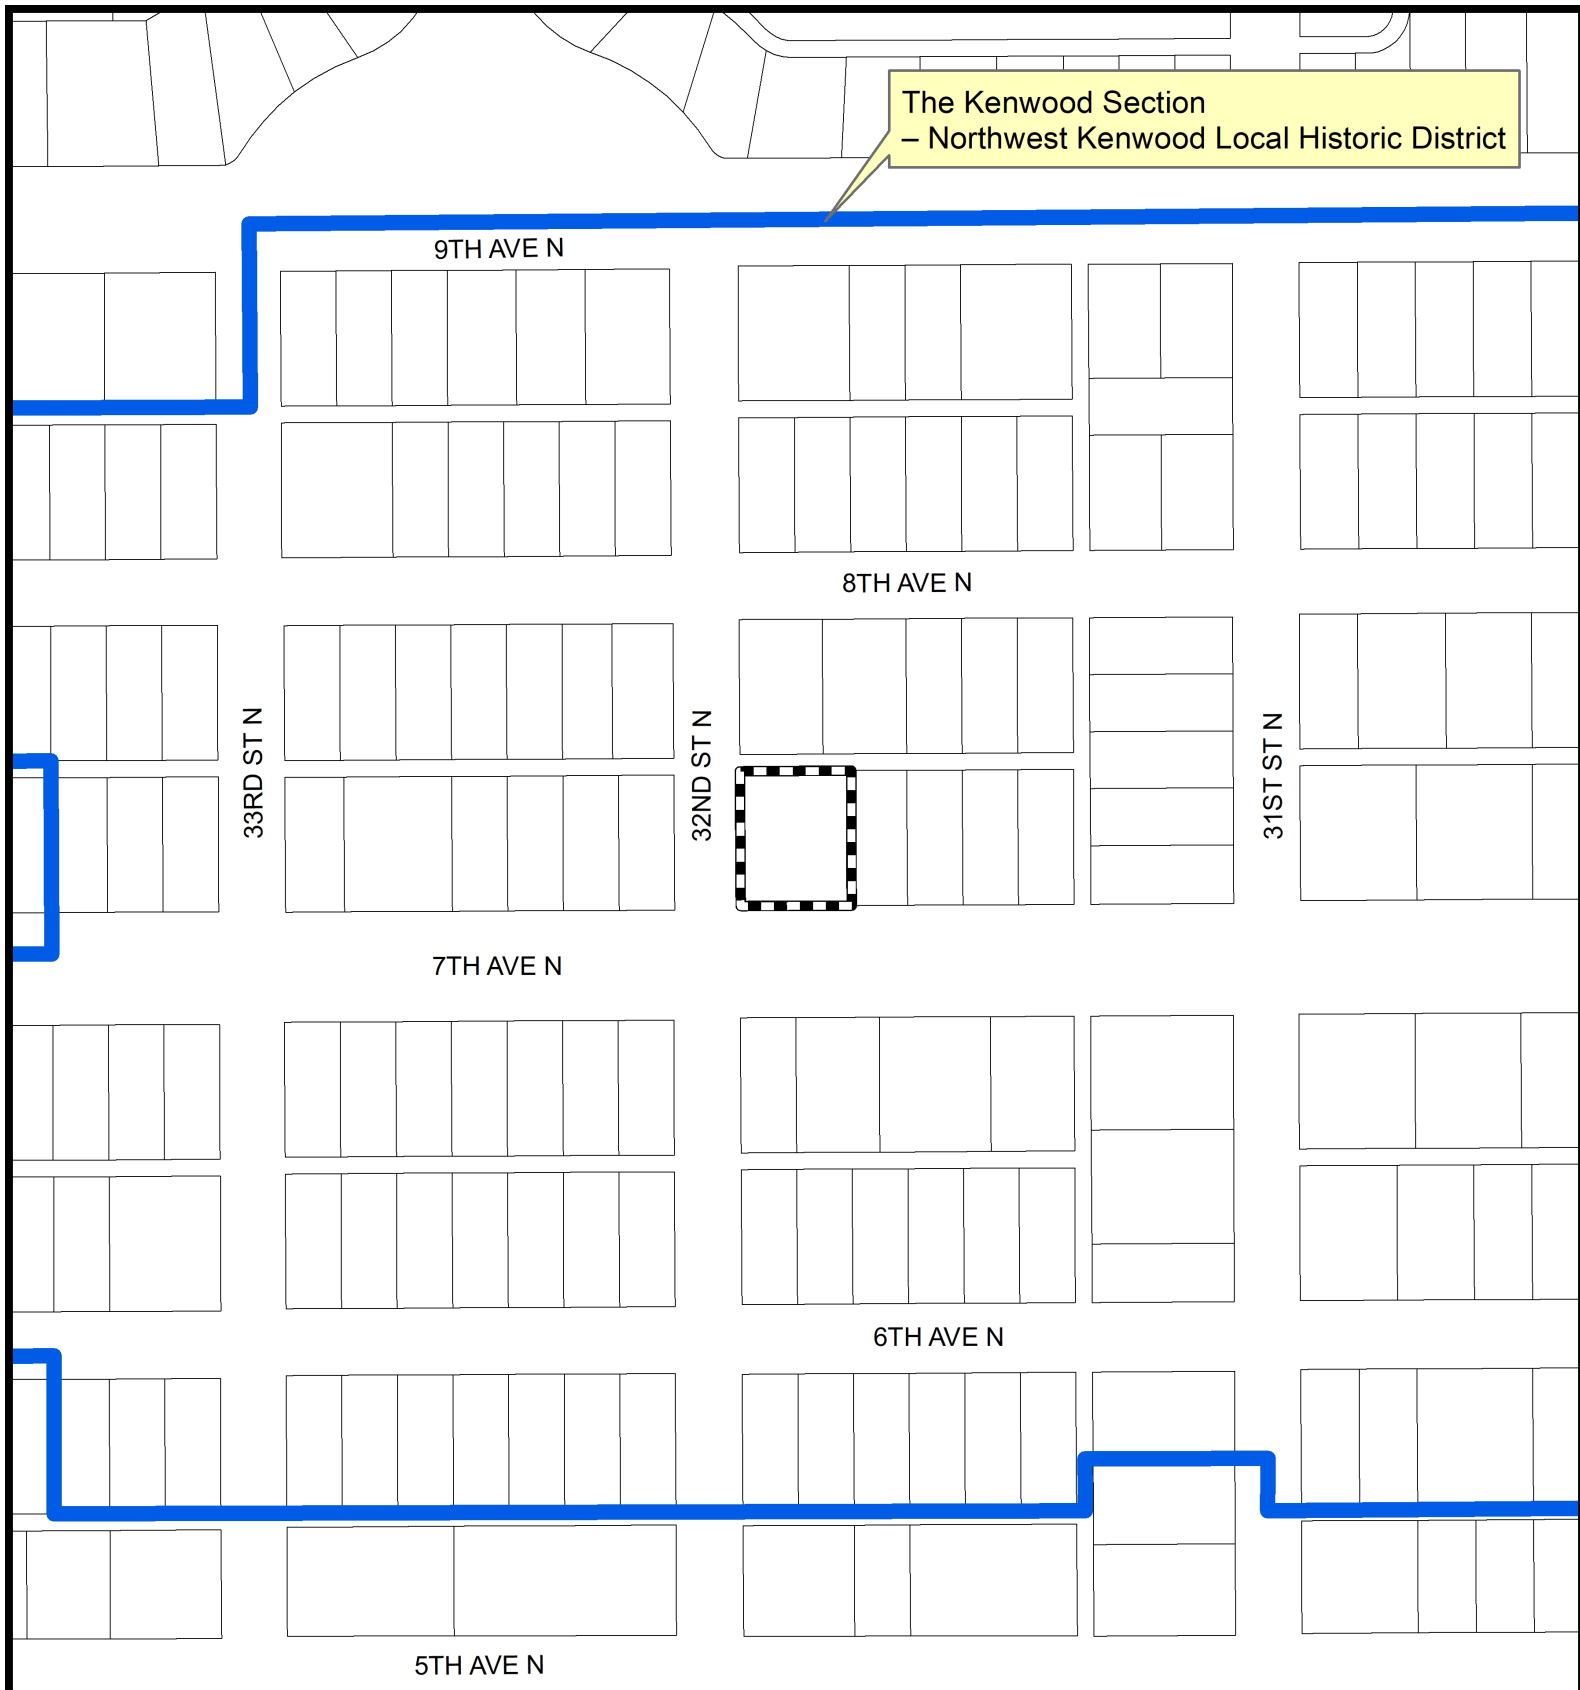 The Kenwood Section
– Northwest Kenwood Local Historic District
9TH AVE N
8TH AVE N
33RD ST N
32ND ST N
31ST ST N
7TH AVE N
6TH AVE N
5TH AVE N